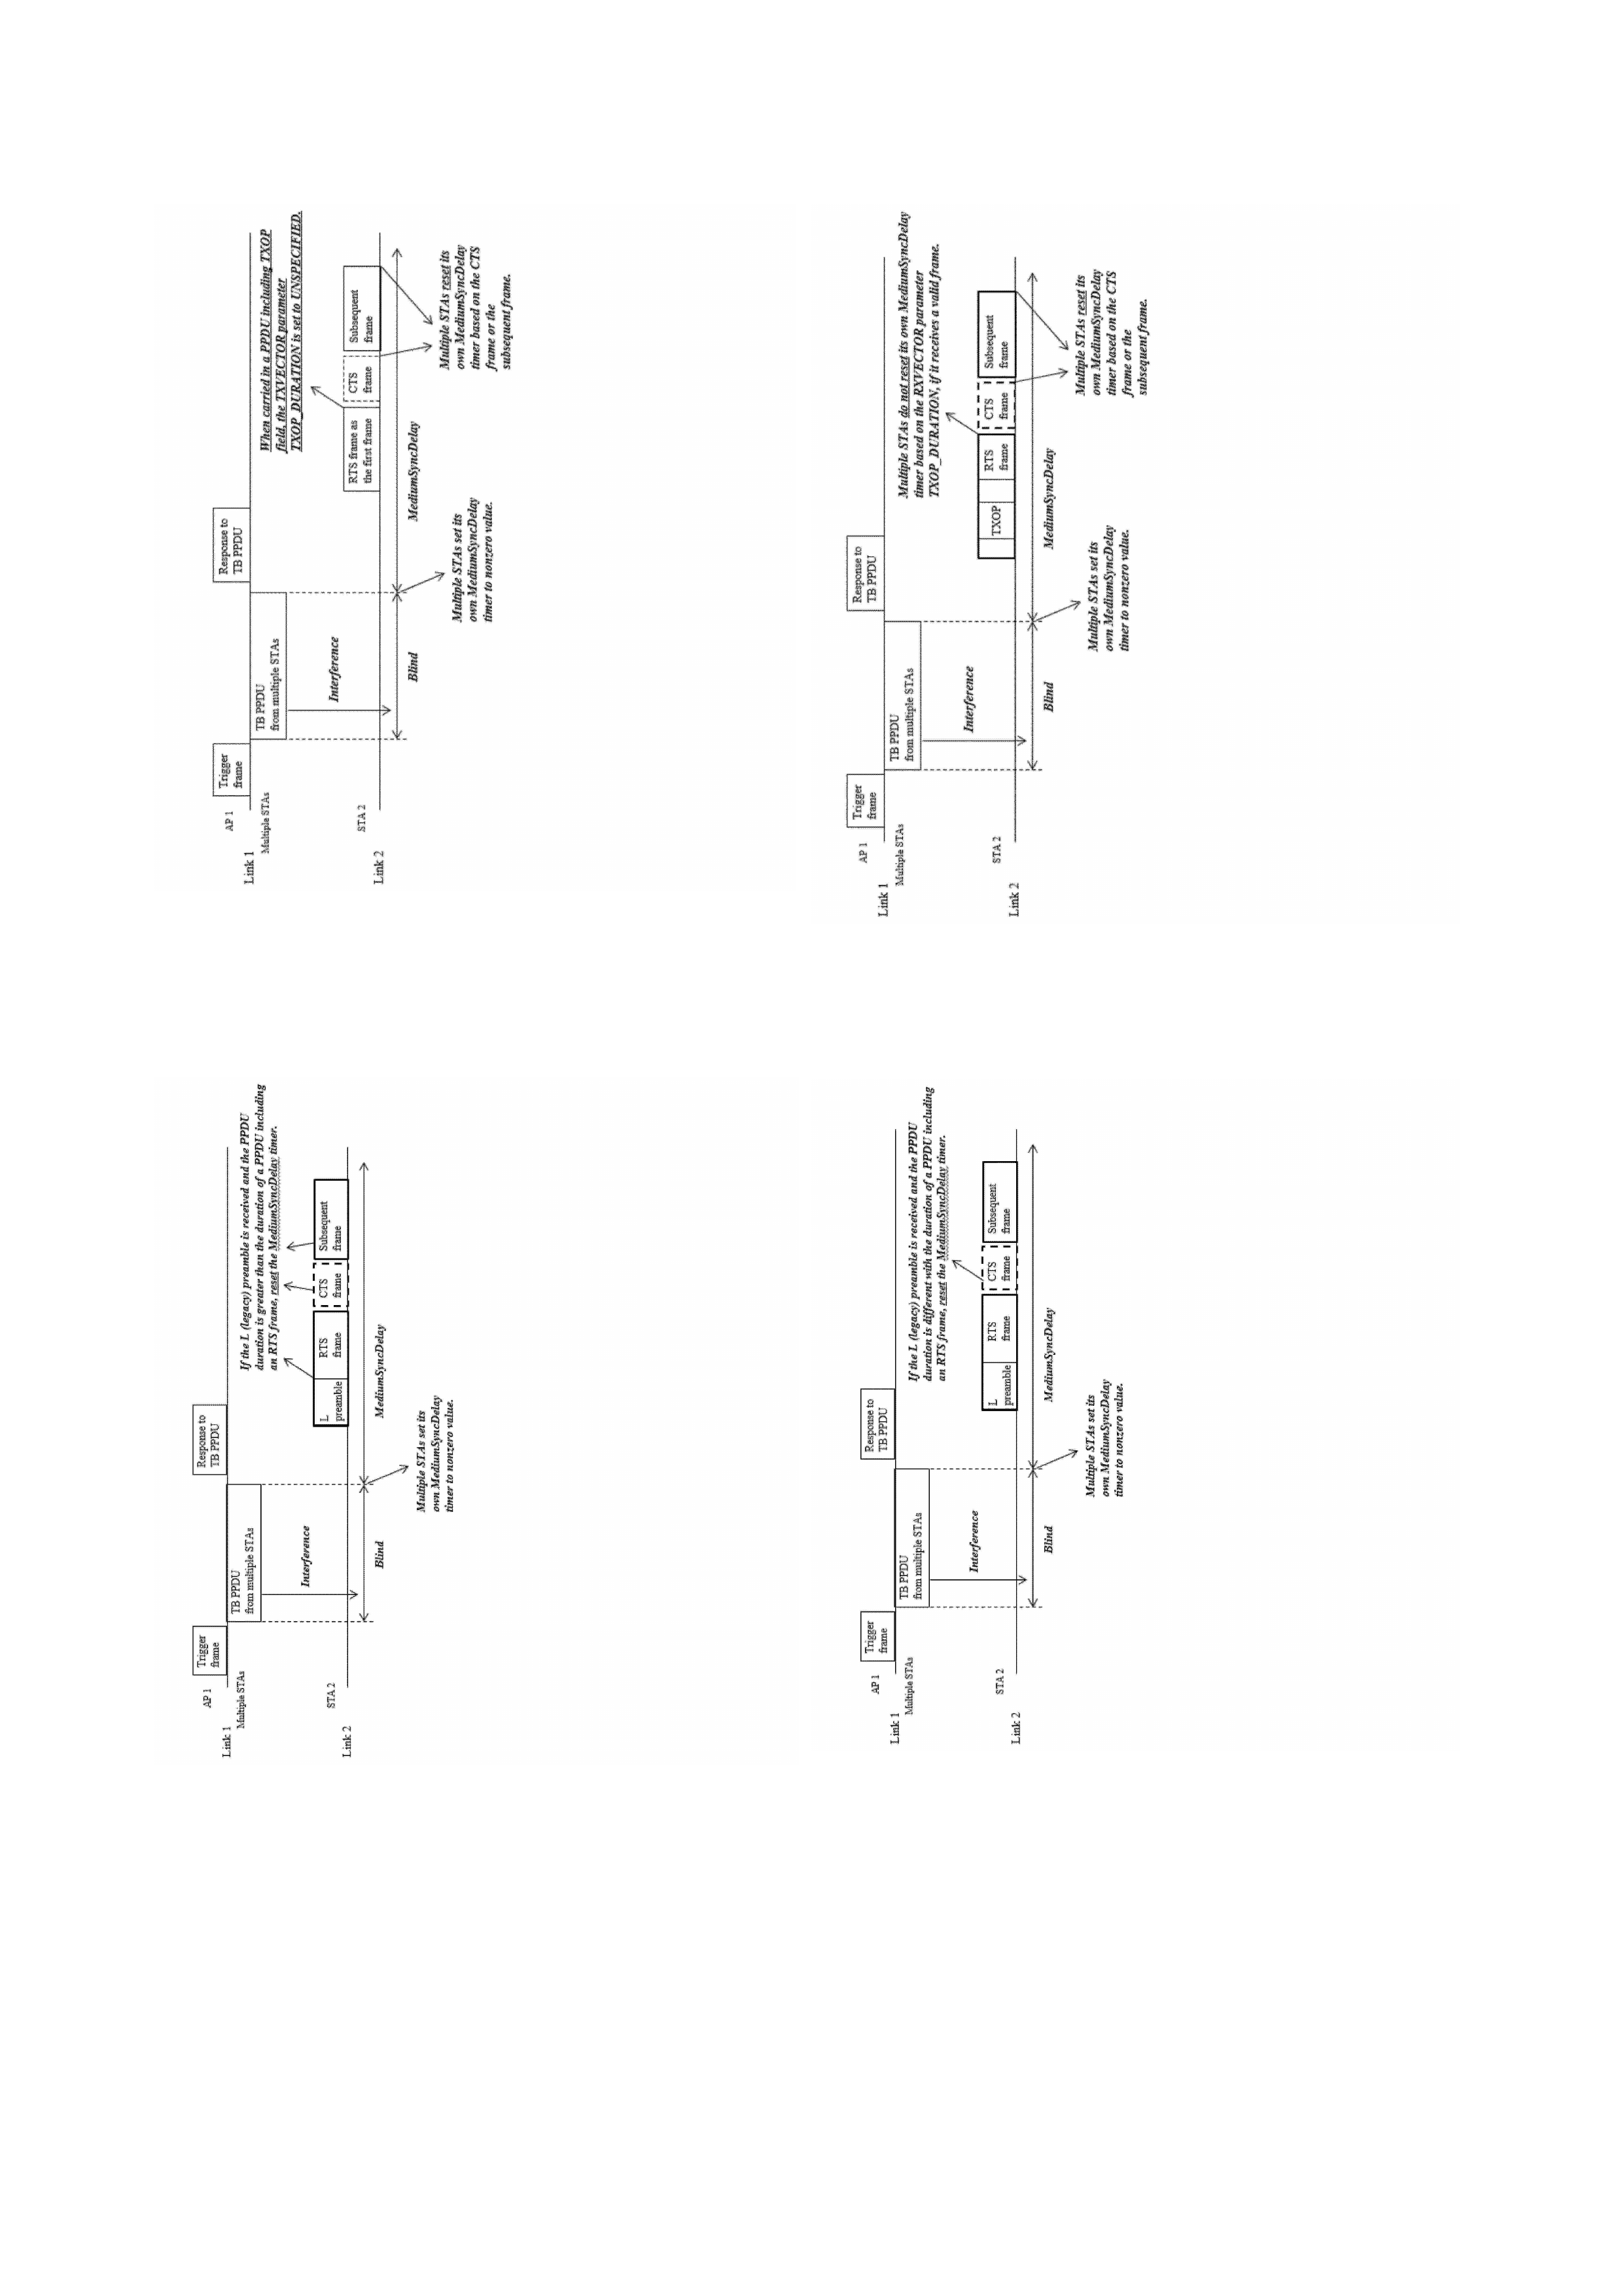 AP 1
Trigger
frame
Response to
TB PPDU
Link 1
Multiple STAs
TB PPDU
from multiple STAs
When carried in a PPDU including TXOP
field, the TXVECTOR parameter
TXOP_DURATION is set to UNSPECIFIED.
Interference
STA 2
RTS frame as
the first frame
CTS
frame
Subsequent
frame
Link 2
Blind
MediumSyncDelay
Multiple STAs set its
own MediumSyncDelay
timer to nonzero value.
Multiple STAs reset its
own MediumSyncDelay
timer based on the CTS
frame or the
subsequent frame.
AP 1
Trigger
frame
Response to
TB PPDU
Link 1
Multiple STAs
TB PPDU
from multiple STAs
Multiple STAs do not reset its own MediumSyncDelay
timer based on the RXVECTOR parameter
TXOP_DURATION, if it receives a valid frame.
Interference
STA 2
TXOP
RTS
frame
CTS
frame
Subsequent
frame
Link 2
Blind
MediumSyncDelay
Multiple STAs set its
own MediumSyncDelay
timer to nonzero value.
Multiple STAs reset its
own MediumSyncDelay
timer based on the CTS
frame or the
subsequent frame.
AP 1
Trigger
frame
Response to
TB PPDU
Link 1
Multiple STAs
TB PPDU
from multiple STAs
If the L (legacy) preamble is received and the PPDU
duration is greater than the duration of a PPDU including
an RTS frame, reset the MediumSyncDelay timer.
Interference
STA 2
L
preamble
RTS
frame
CTS
frame
Subsequent
frame
Link 2
Blind
MediumSyncDelay
Multiple STAs set its
own MediumSyncDelay
timer to nonzero value.
AP 1
Trigger
frame
Response to
TB PPDU
Link 1
Multiple STAs
TB PPDU
from multiple STAs
If the L (legacy) preamble is received and the PPDU
duration is different with the duration of a PPDU including
an RTS frame, reset the MediumSyncDelay timer.
Interference
STA 2
L
preamble
RTS
frame
CTS
frame
Subsequent
frame
Link 2
Blind
MediumSyncDelay
Multiple STAs set its
own MediumSyncDelay
timer to nonzero value.